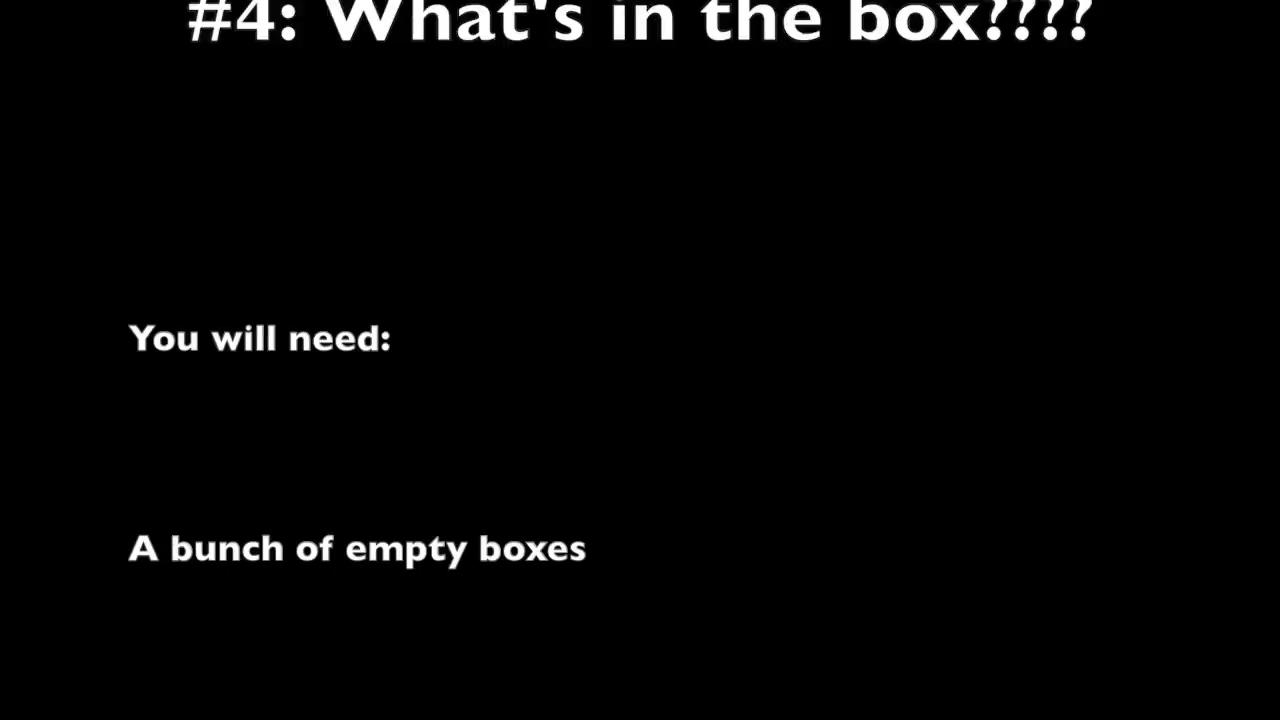 #4: What's in the box????
You will need:
A bunch of empty boxes